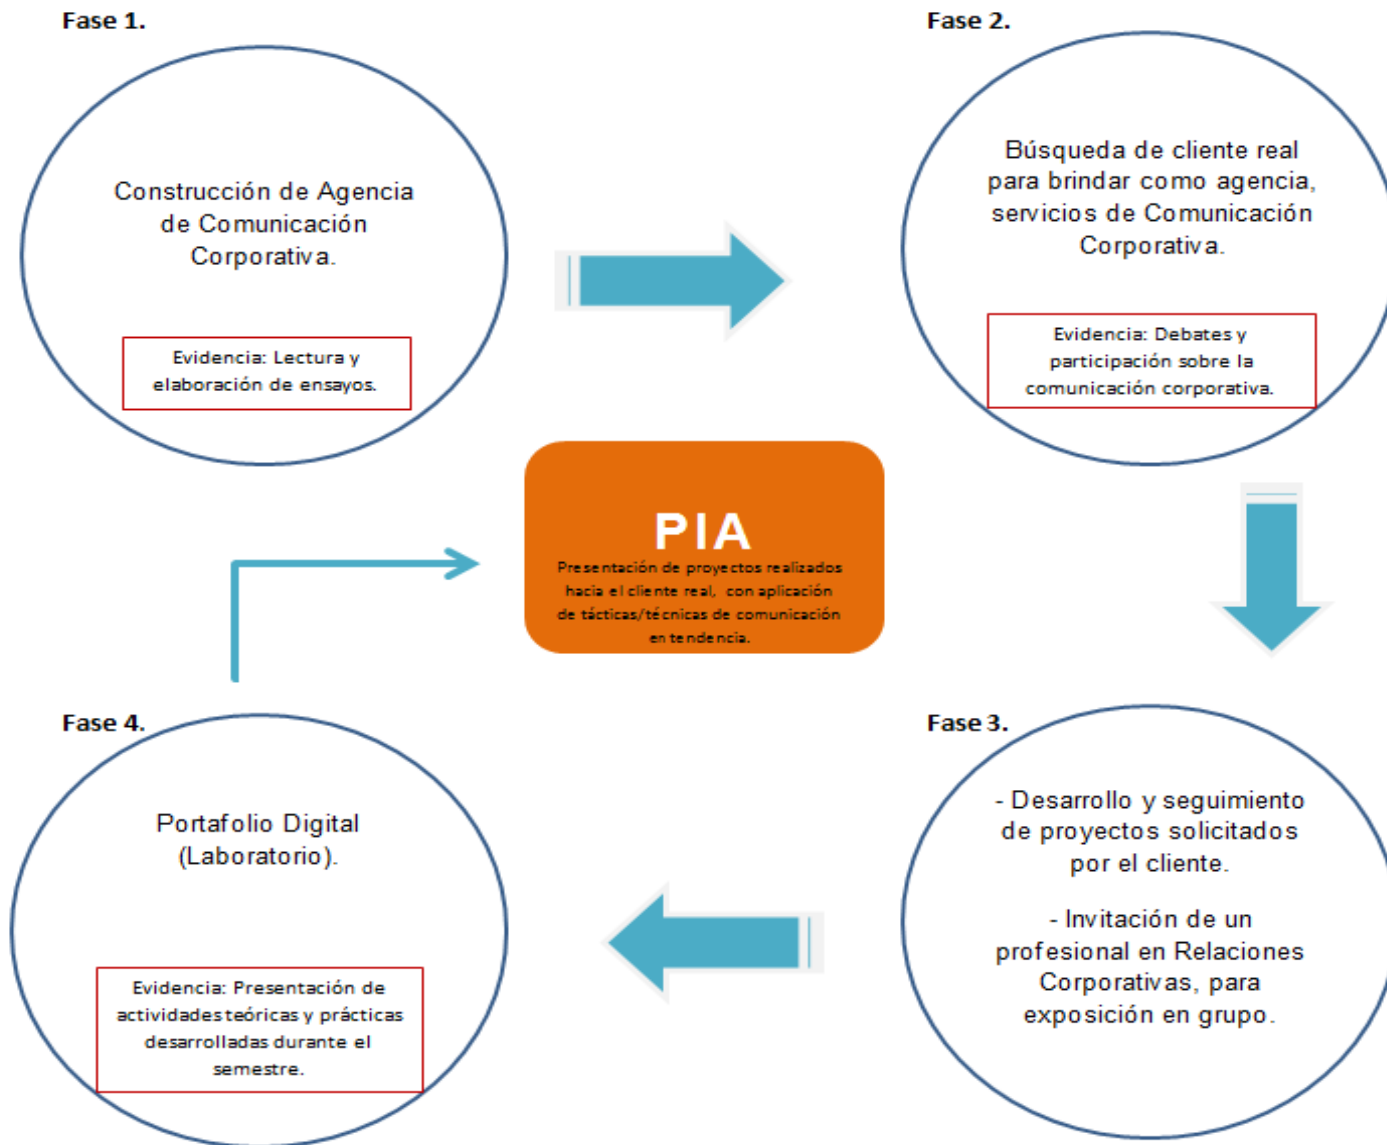 Fase 1.
Construcción de Agencia
de Comunicación
Corporativa.
Evidencia: Lectura y
elaboración de ensayos.
Fase 2.
Búsqueda de cliente real
para brindar como agencia,
servicios de Comunicación
Corporativa.
Evidencia: Debates y
participación sobre la
comunicación corporativa.
PIA
Presentación de proyectos realizados
hacia el cliente real, con aplicación
de tácticas/técnicas de comunicación
en tendencia.
Fase 3.
- Desarrollo y seguimiento
de proyectos solicitados
por el cliente.
- Invitación de un
profesional en Relaciones
Corporativas, para
exposición en grupo.
Fase 4.
Portafolio Digital
(Laboratorio).
Evidencia: Presentación de
actividades teóricas y prácticas
desarrolladas durante el
semestre.